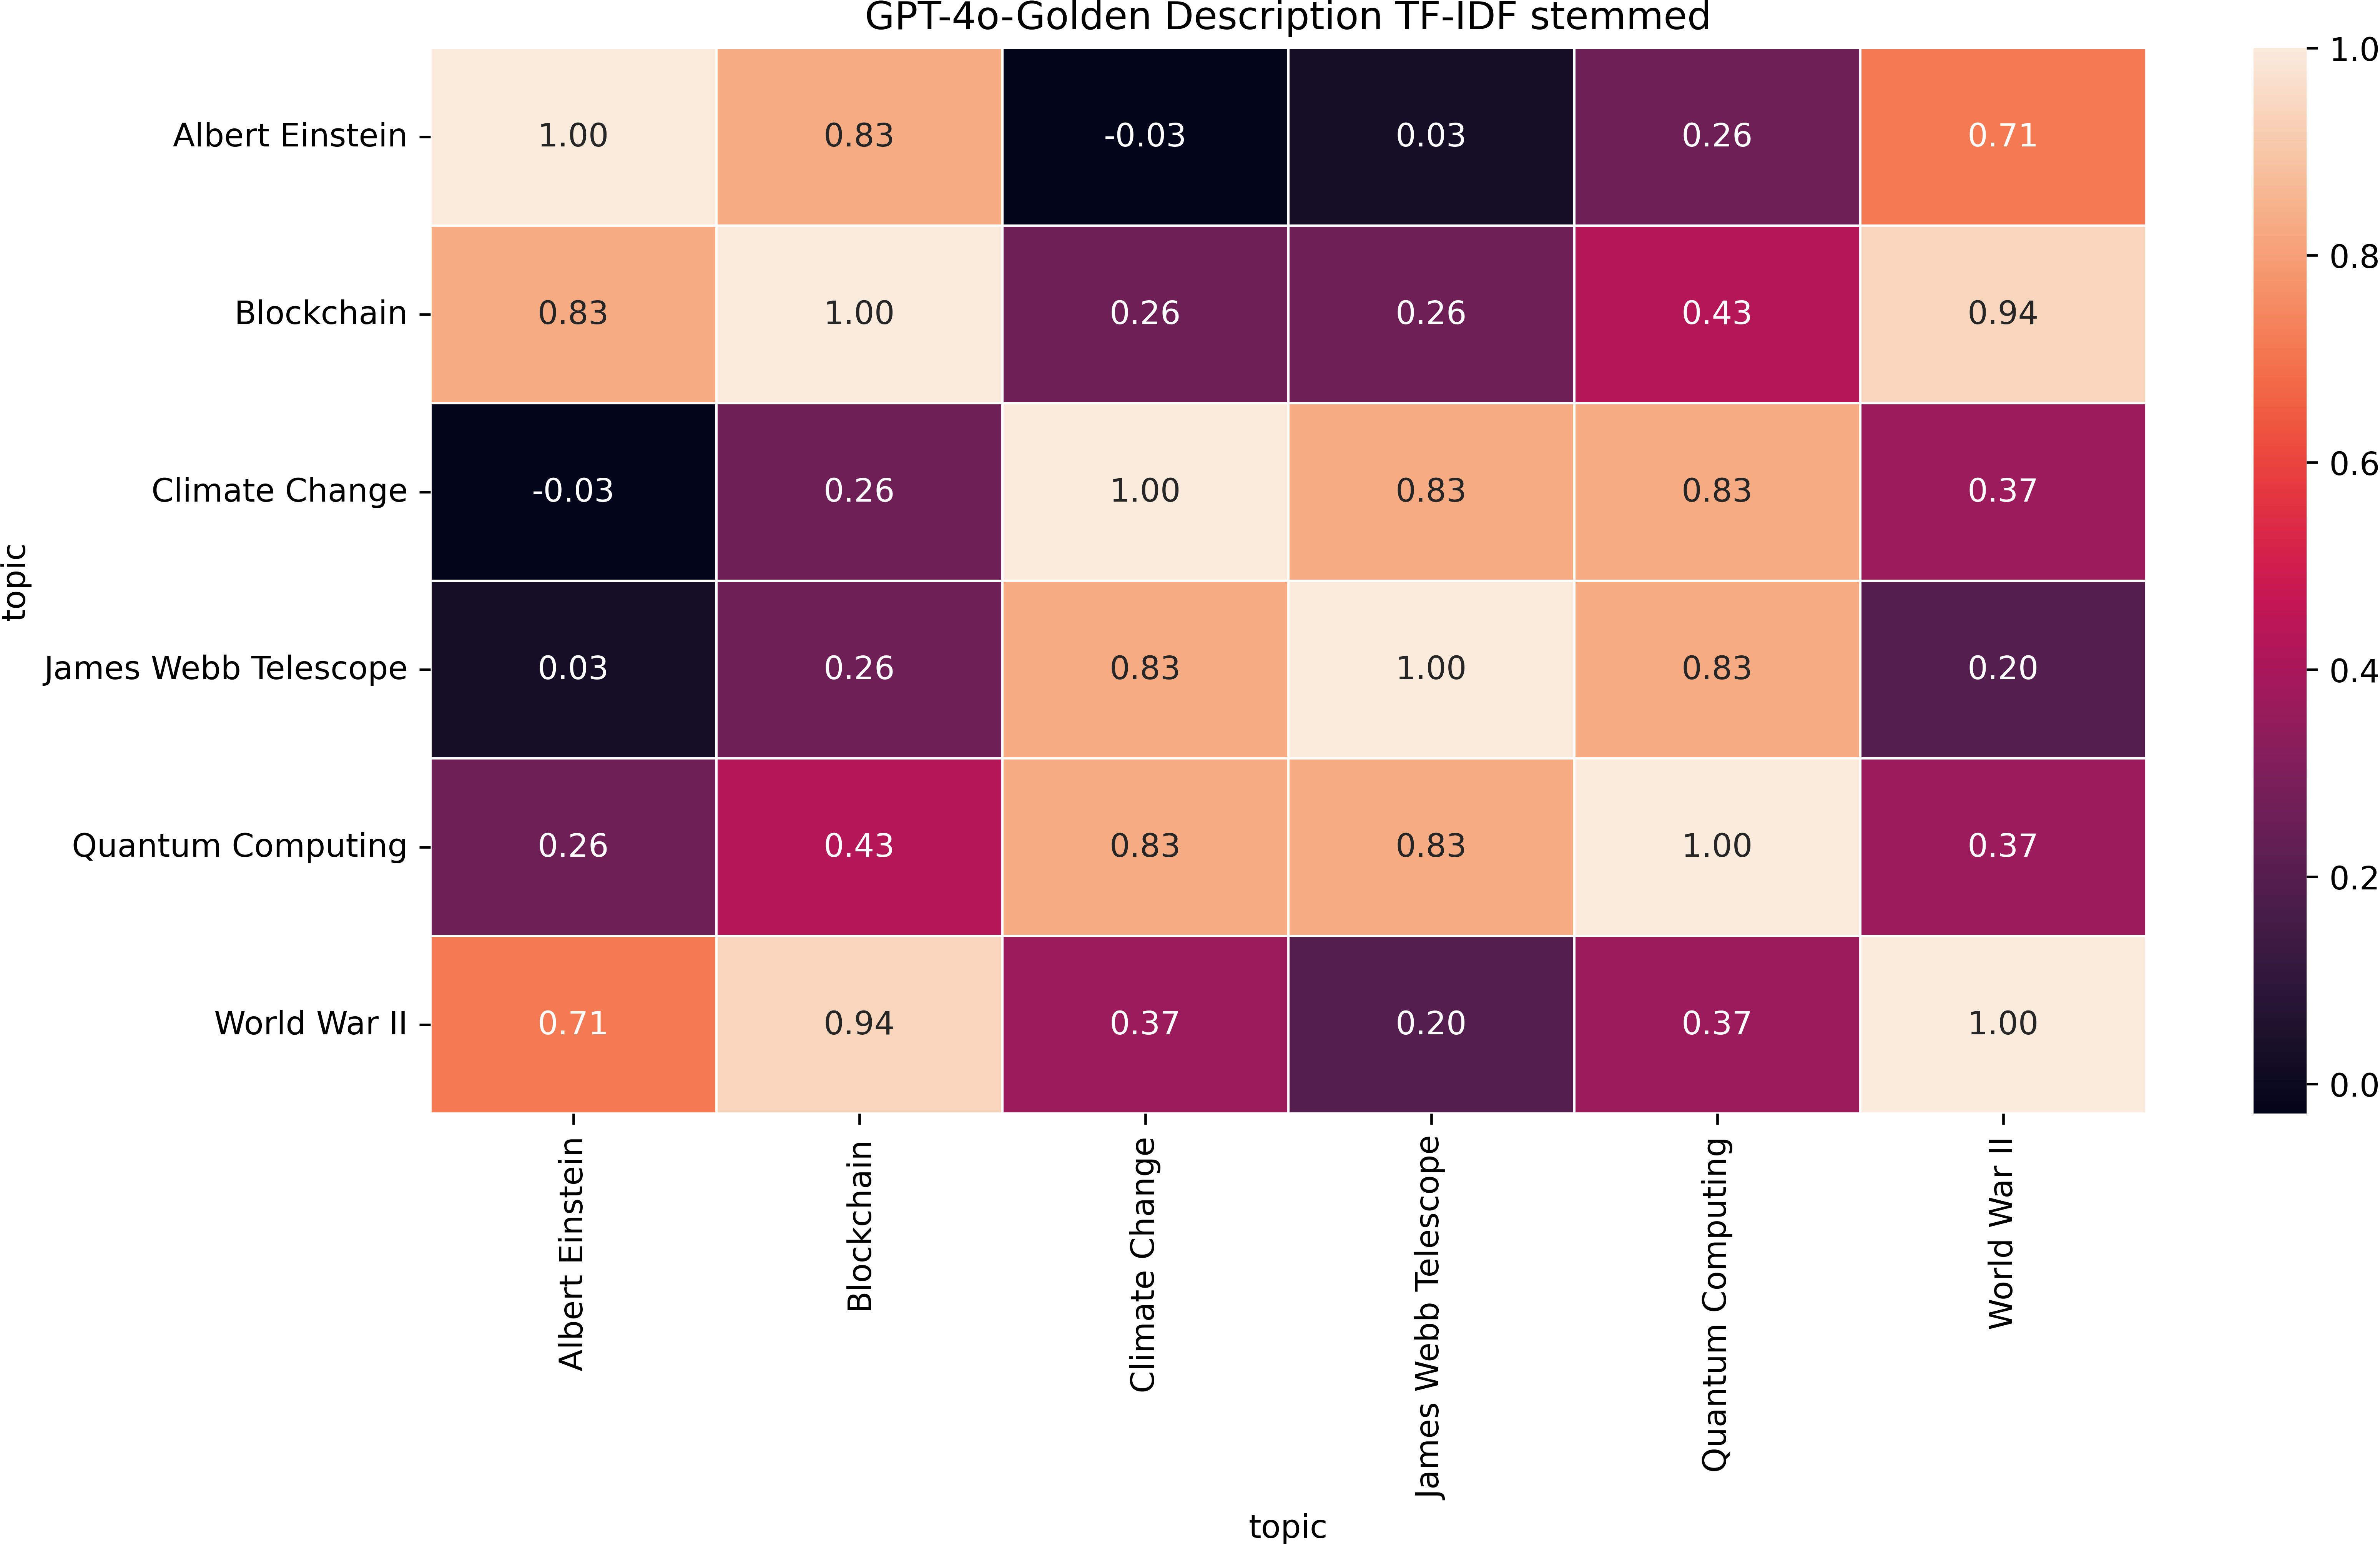 GPT-4o-Golden Description TF-IDF stemmed
Albert Einstein 1.00 0.83 -0.03 0.03 0.26 0.71
Blockchain 0.83 1.00 0.26 0.26 0.43 0.94
Climate Change -0.03 0.26 1.00 0.83 0.83 0.37
James Webb Telescope 0.03 0.26 0.83 1.00 0.83 0.20
Quantum Computing 0.26 0.43 0.83 0.83 1.00 0.37
World War II 0.71 0.94 0.37 0.20 0.37 1.00
topic
Albert Einstein
Blockchain
Climate Change
James Webb Telescope
Quantum Computing
World War II
topic
1.0
0.8
0.6
0.4
0.2
0.0